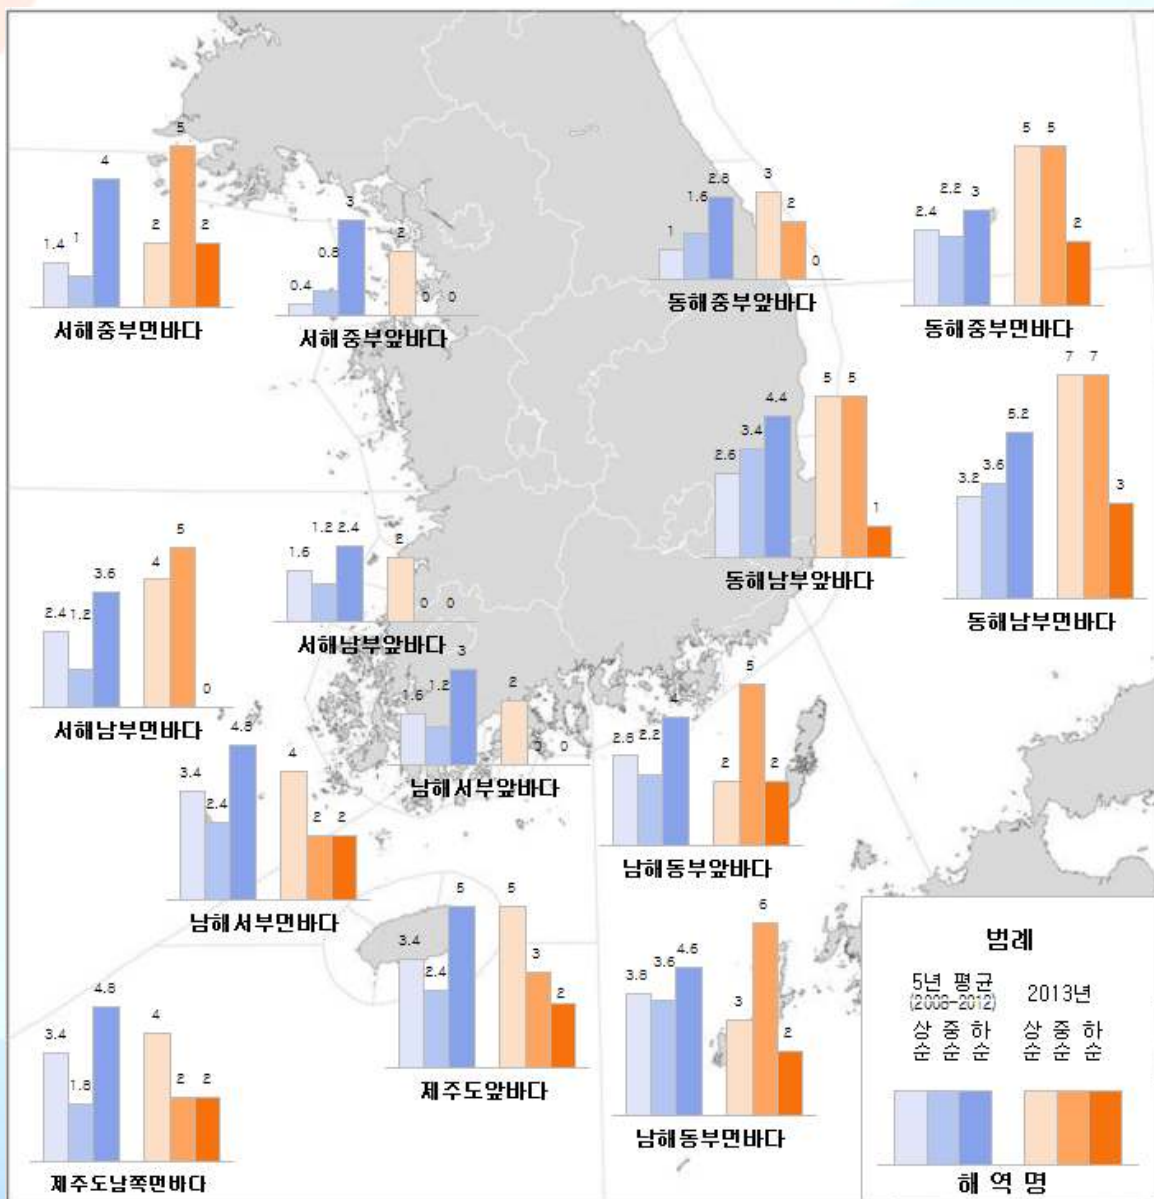 1.4 1 4 2 5 2
서해중부먼바다
0.4 0.8 3 2 0 0
서해중부앞바다
1 1.6 2.8 3 2 0
동해중부앞바다
2.4 2.2 3 5 5 2
동해중부먼바다
2.6 3.4 4.4 5 5 1
동해남부앞바다
3.2 3.6 5.2 7 7 3
동해남부먼바다
2.4 1.2 3.6 4 5 0
서해남부먼바다
1.6 1.2 2.4 2 0 0
서해남부앞바다
1.6 1.2 3 2 0 0
남해서부앞바다
2.8 2.2 4 2 5 2
남해동부앞바다
3.4 2.4 4.8 4 2 2
남해서부먼바다
3.4 2.4 5 5 3 2
제주도앞바다
3.8 3.6 4.6 3 6 2
남해동부먼바다
3.4 1.8 4.8 4 2 2
제주도남쪽먼바다
범례
5년 평균 2013년
(2008-2012)
상순 중순 하순 상순 중순 하순
해 역 명